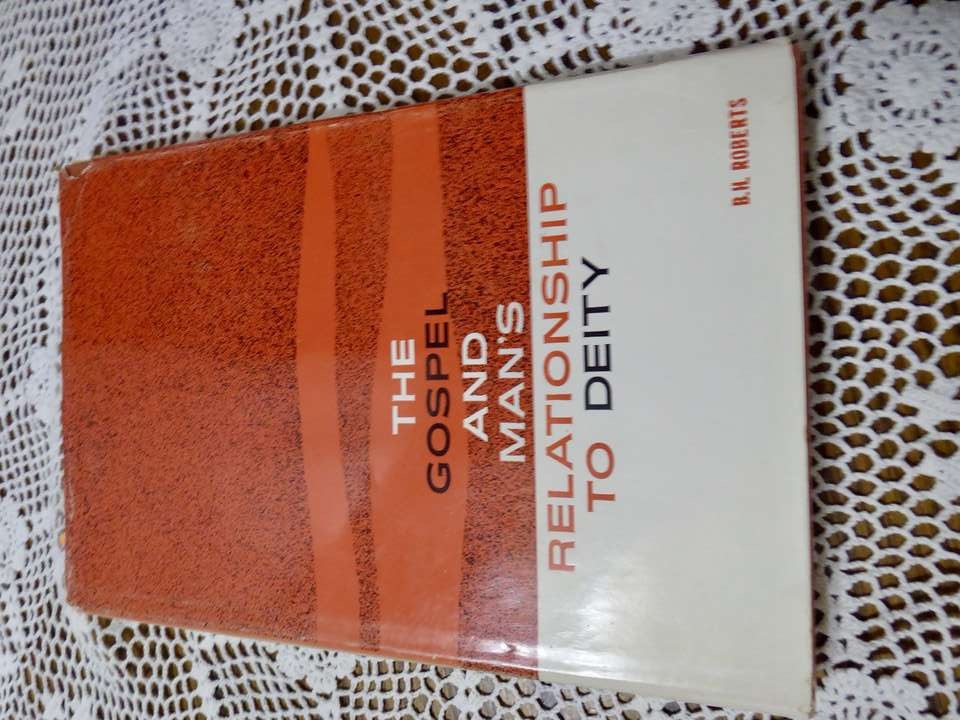 THE
GOSPEL
AND
MAN'S
RELATIONSHIP
TO DEITY
B.H. ROBERTS